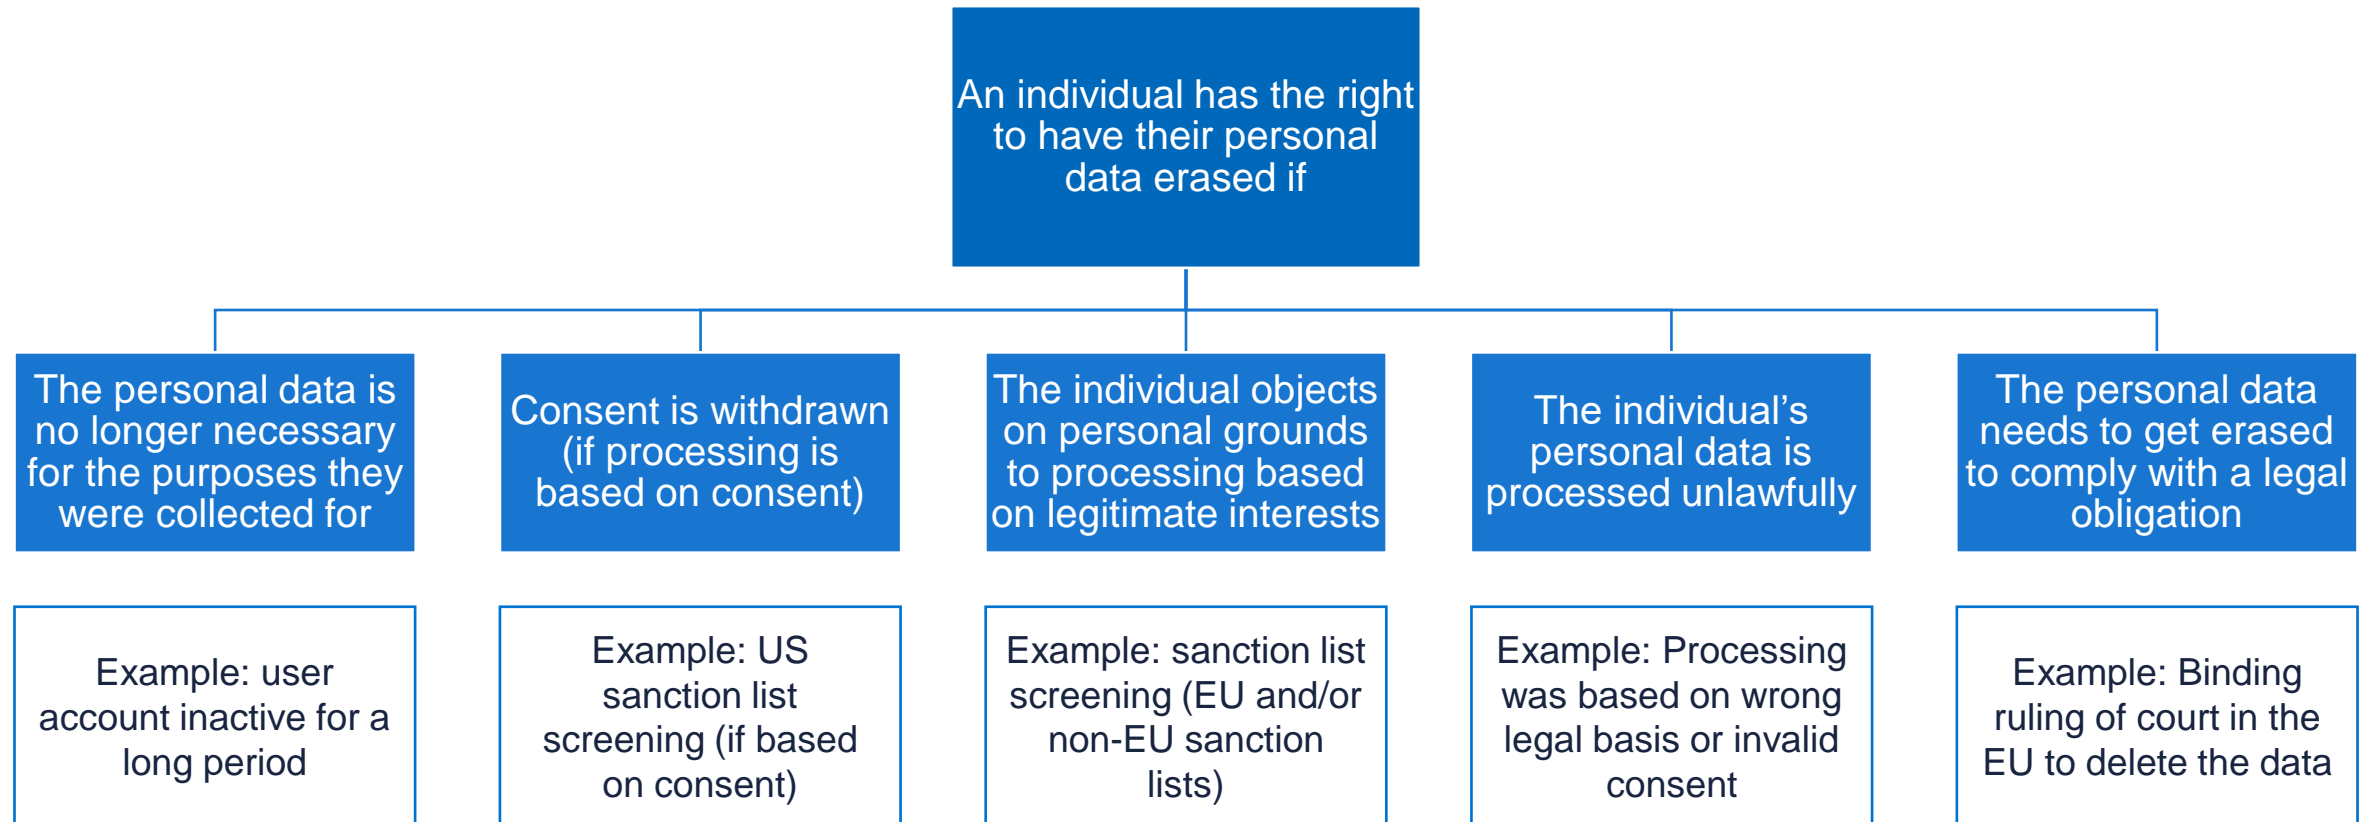 An individual has the right
to have their personal
data erased if
The personal data is
no longer necessary
for the purposes they
were collected for
Consent is withdrawn
(if processing is
based on consent)
The individual objects
on personal grounds
to processing based
on legitimate interests
The individual’s
personal data is
processed unlawfully
The personal data
needs to get erased
to comply with a legal
obligation
Example: user
account inactive for a
long period
Example: US
sanction list
screening (if based
on consent)
Example: sanction list
screening (EU and/or
non-EU sanction
lists)
Example: Processing
was based on wrong
legal basis or invalid
consent
Example: Binding
ruling of court in the
EU to delete the data